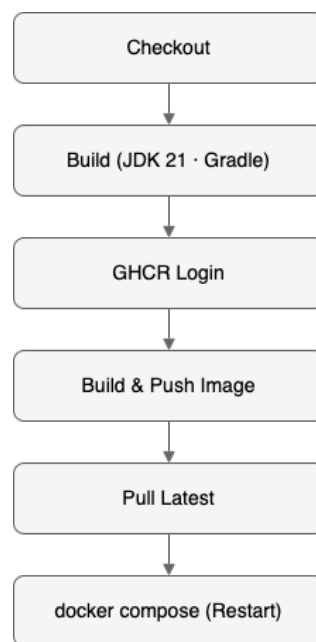 Checkout
Build (JDK 21 · Gradle)
GHCR Login
Build & Push Image
Pull Latest
docker compose (Restart)